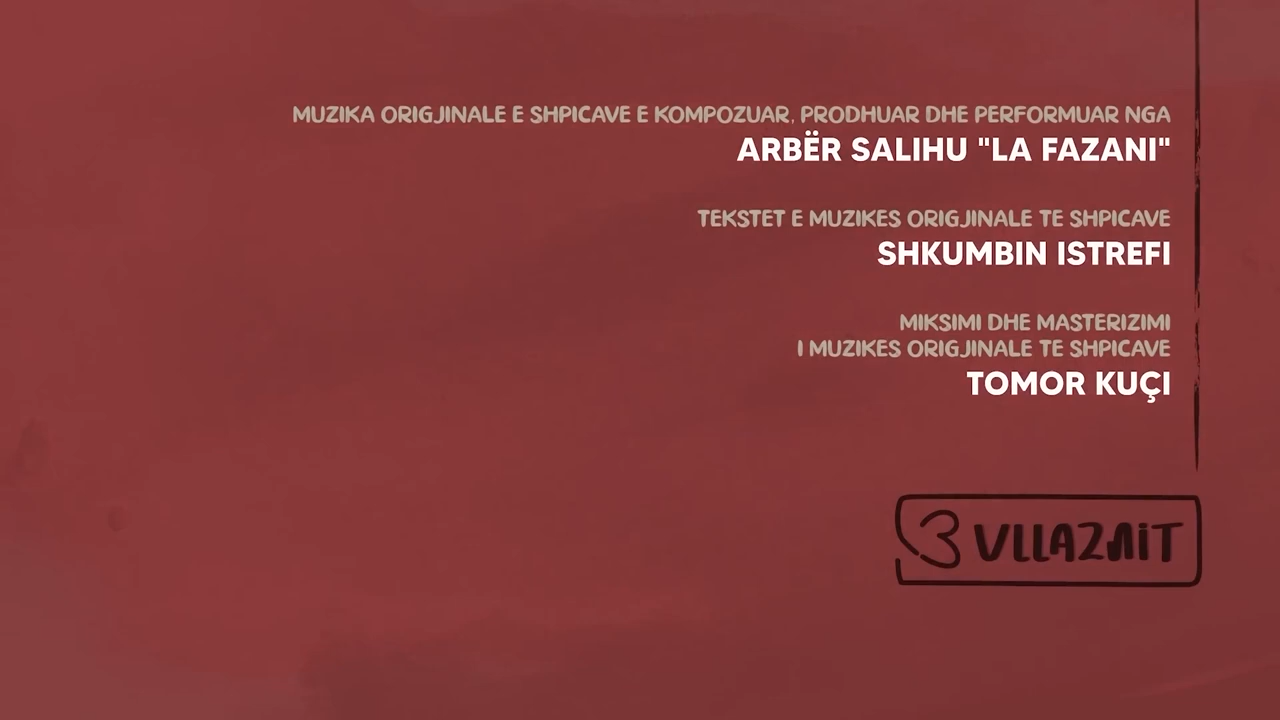 MUZIKA ORIGJINALE E SHPICAVE E KOMPOZUAR, PRODHUAR DHE PERFORMUAR NGA
ARBËR SALIHU "LA FAZANI"
TEKSTET E MUZIKES ORIGJINALE TE SHPICAVE
SHKUMBIN ISTREFI
MIKSIMI DHE MASTERIZIMI
I MUZIKES ORIGJINALE TE SHPICAVE
TOMOR KUÇI
3 VLLAZNIT